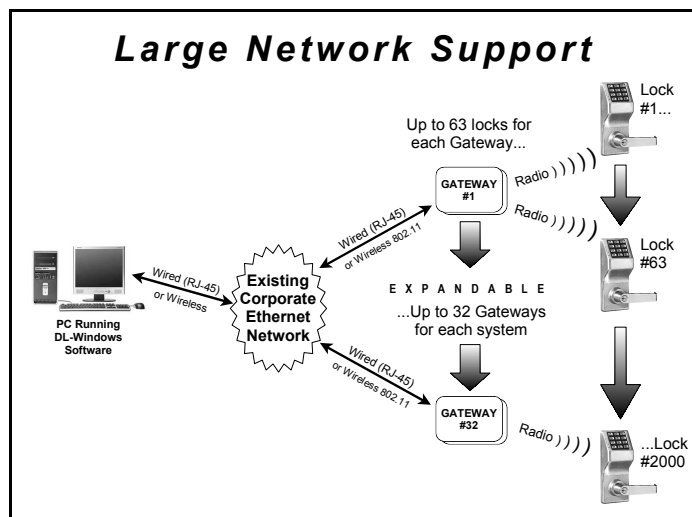 Large Network Support
Up to 63 locks for
each Gateway...
Lock
#1...
GATEWAY
#1
Radio ) ) ) ) )
Radio ) ) ) ) )
Lock
#63
Wired (RJ-45)
or Wireless 802.11
E X P A N D A B L E
...Up to 32 Gateways
for each system
Wired (RJ-45)
or Wireless
PC Running
DL-Windows
Software
Existing
Corporate
Ethernet
Network
Wired (RJ-45)
or Wireless 802.11
GATEWAY
#32
Radio ) ) ) ) )
...Lock
#2000